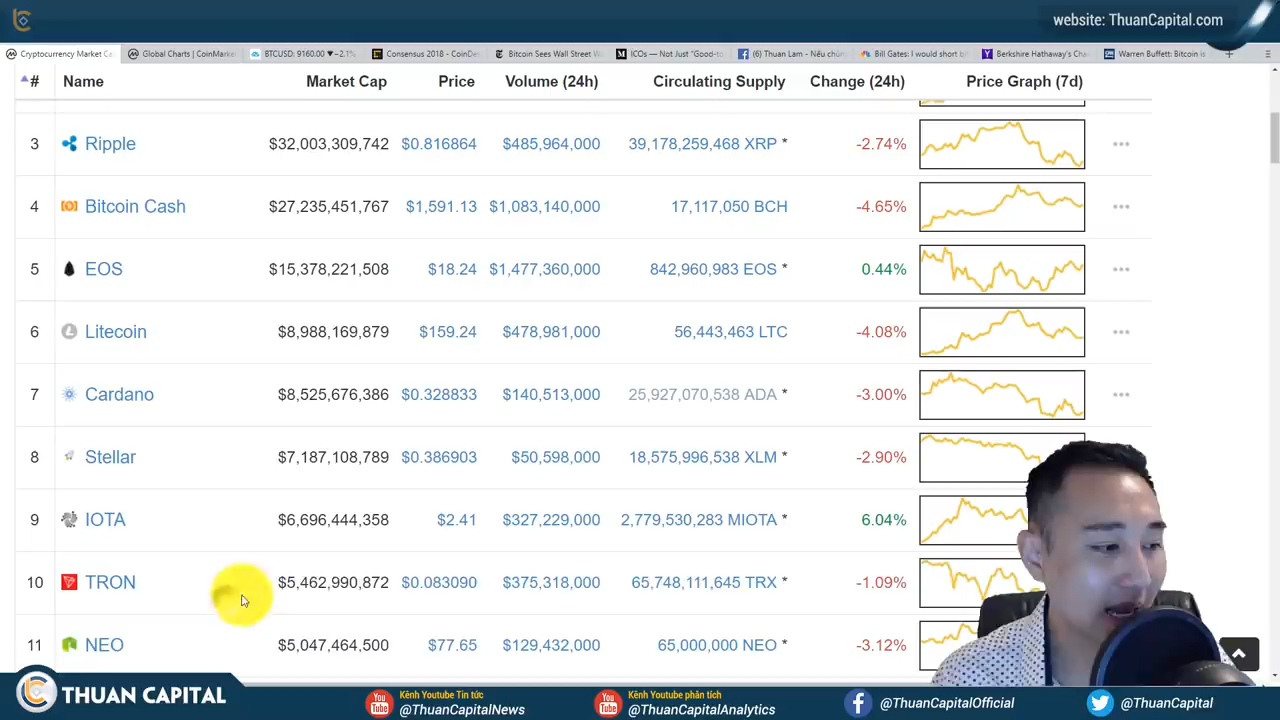 website: ThuanCapital.com
Cryptocurrency Market Ca
Global Charts | CoinMarke
BTCUSD: 9160.00 ▼-2.1%
Consensus 2018 - CoinDes
Bitcoin Sees Wall Street W
ICOs — Not Just "Good-to
(6) Thuan Lam - Nếu chún
Bill Gates: I would short b
Berkshire Hathaway's Cha
Warren Buffett: Bitcoin is
# Name Market Cap Price Volume (24h) Circulating Supply Change (24h) Price Graph (7d)
3 Ripple $32,003,309,742 $0.816864 $485,964,000 39,178,259,468 XRP * -2.74%
4 Bitcoin Cash $27,235,451,767 $1,591.13 $1,083,140,000 17,117,050 BCH -4.65%
5 EOS $15,378,221,508 $18.24 $1,477,360,000 842,960,983 EOS * 0.44%
6 Litecoin $8,988,169,879 $159.24 $478,981,000 56,443,463 LTC -4.08%
7 Cardano $8,525,676,386 $0.328833 $140,513,000 25,927,070,538 ADA * -3.00%
8 Stellar $7,187,108,789 $0.386903 $50,598,000 18,575,996,538 XLM * -2.90%
9 IOTA $6,696,444,358 $2.41 $327,229,000 2,779,530,283 MIOTA * 6.04%
10 TRON $5,462,990,872 $0.083090 $375,318,000 65,748,111,645 TRX * -1.09%
11 NEO $5,047,464,500 $77.65 $129,432,000 65,000,000 NEO * -3.12%
THUAN CAPITAL
Kênh Youtube Tin tức
@ThuanCapitalNews
Kênh Youtube phân tích
@ThuanCapitalAnalytics
@ThuanCapitalOfficial
@ThuanCapital